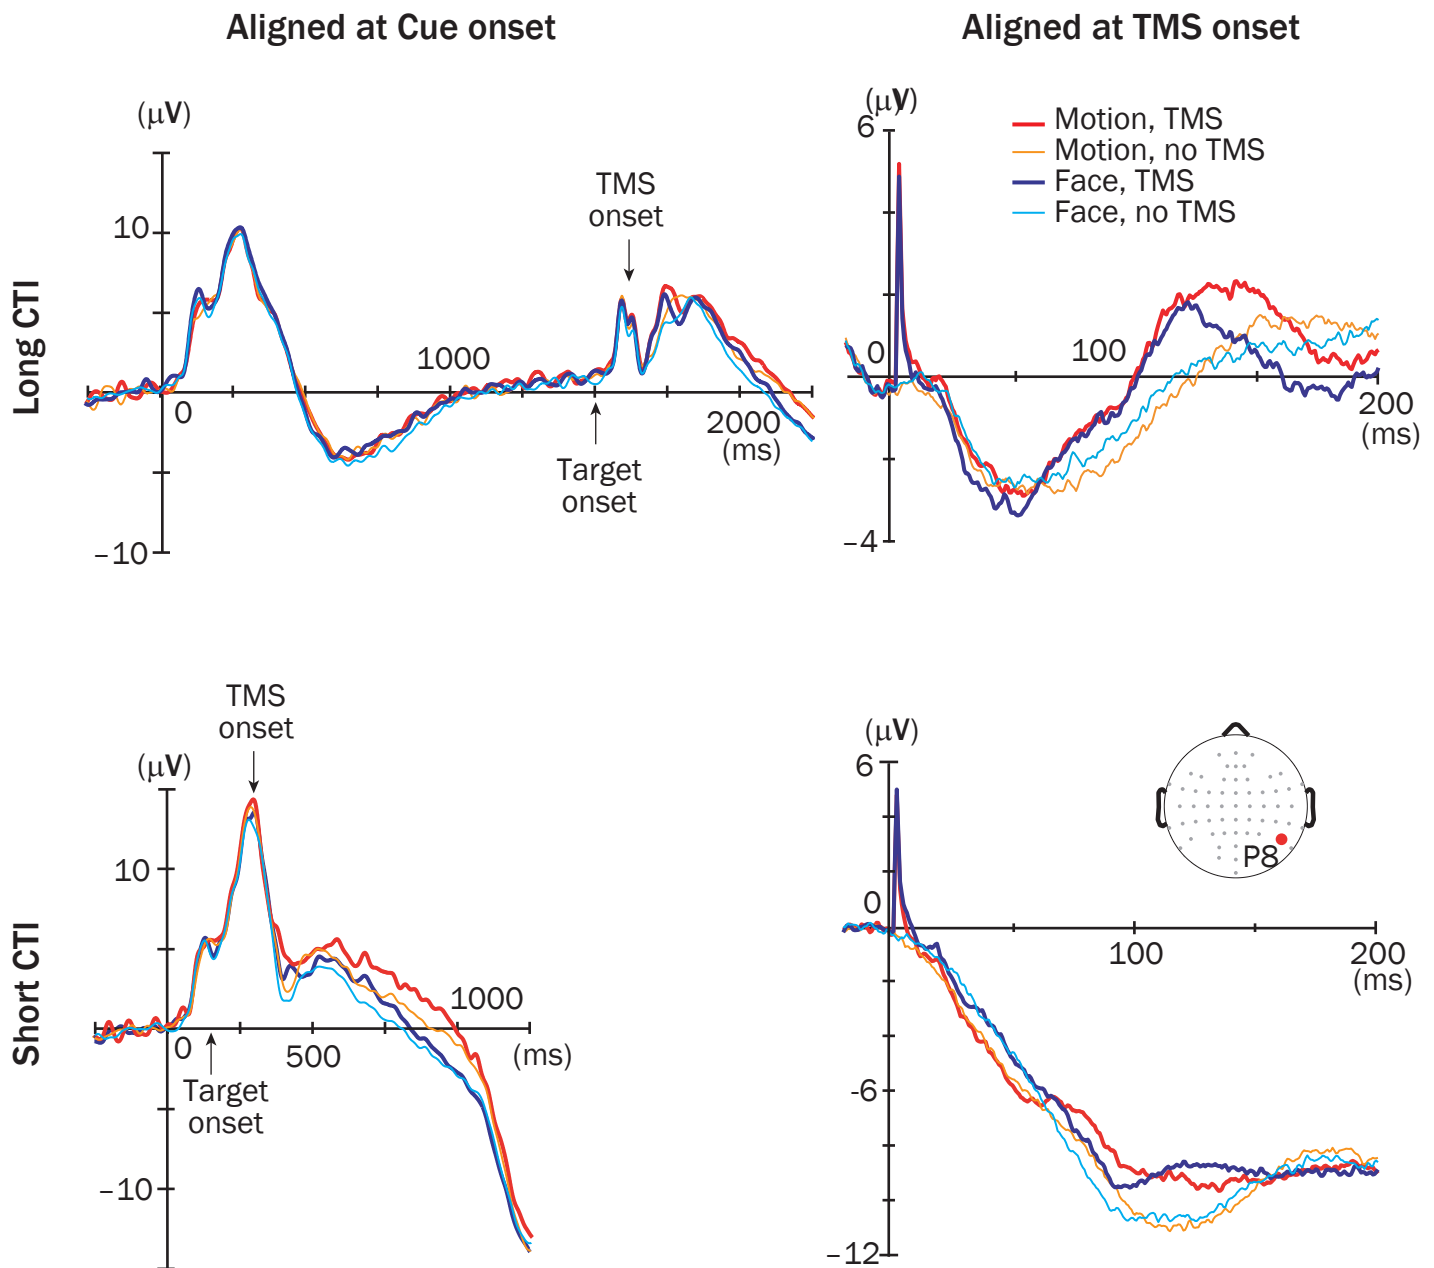 Aligned at Cue onset
Aligned at TMS onset
Long CTI
(μV)
10
−10
0
1000
2000
(ms)
TMS
onset
Target
onset
(μV)
6
0
−4
100
200
(ms)
Motion, TMS
Motion, no TMS
Face, TMS
Face, no TMS
Short CTI
TMS
onset
(μV)
10
−10
0
500
1000
(ms)
Target
onset
(μV)
6
0
-6
−12
100
200
(ms)
P8